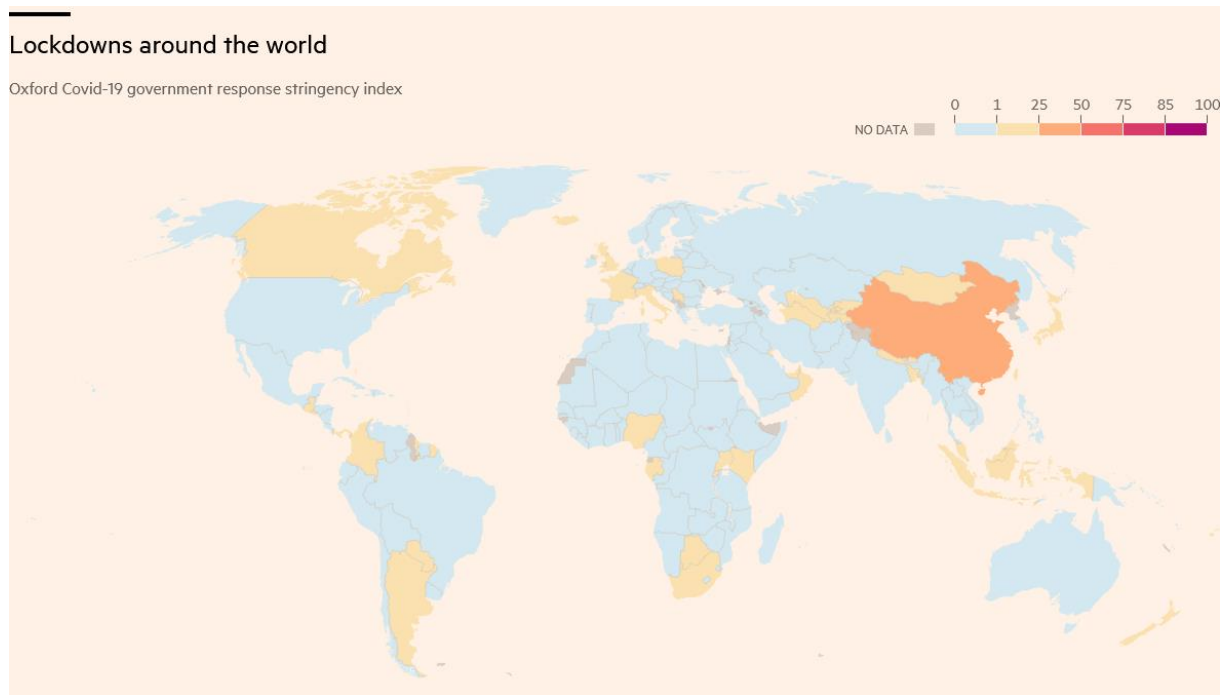 Lockdowns around the world
Oxford Covid-19 government response stringency index
0 1 25 50 75 85 100
NO DATA